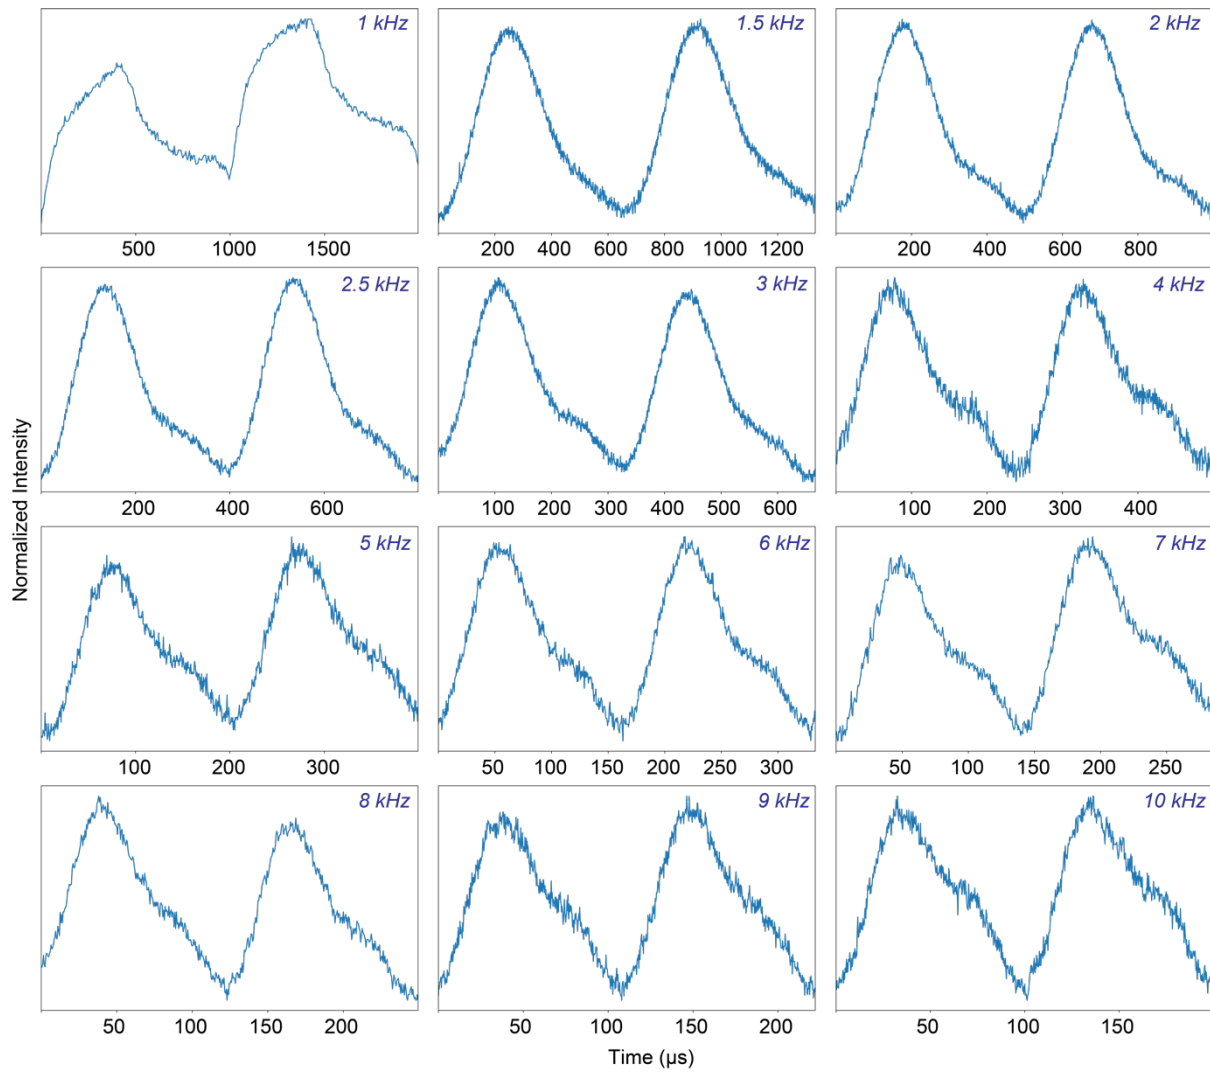 1 kHz
1.5 kHz
2 kHz
500 1000 1500
200 400 600 800 1000 1200
200 400 600 800
2.5 kHz
3 kHz
4 kHz
200 400 600
100 200 300 400 500 600
100 200 300 400
Normalized Intensity
5 kHz
6 kHz
7 kHz
100 200 300
50 100 150 200 250 300
50 100 150 200 250
8 kHz
9 kHz
10 kHz
50 100 150 200
50 100 150 200
50 100 150
Time (µs)